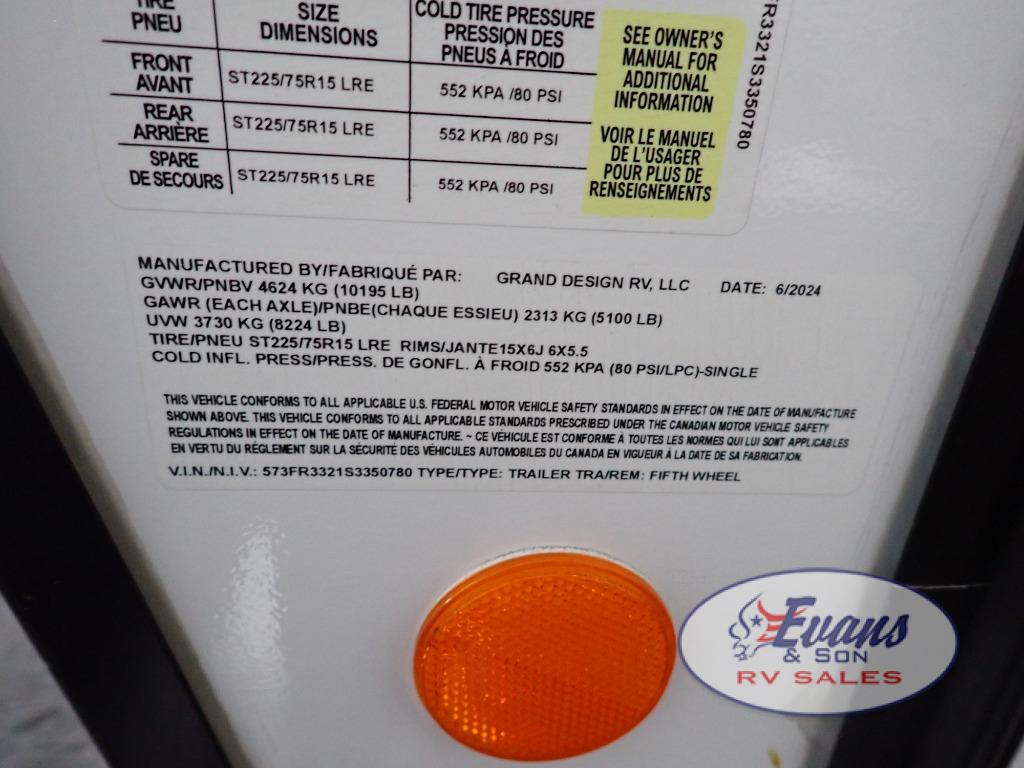 TIRE
PNEU
SIZE
DIMENSIONS
COLD TIRE PRESSURE
PRESSION DES
PNEUS À FROID
FRONT
AVANT
ST225/75R15 LRE
552 KPA /80 PSI
REAR
ARRIÈRE
ST225/75R15 LRE
552 KPA /80 PSI
SPARE
DE SECOURS
ST225/75R15 LRE
552 KPA /80 PSI
SEE OWNER'S
MANUAL FOR
ADDITIONAL
INFORMATION
VOIR LE MANUEL
DE L'USAGER
POUR PLUS DE
RENSEIGNEMENTS
FR3321S3350780
MANUFACTURED BY/FABRIQUÉ PAR: GRAND DESIGN RV, LLC DATE: 6/2024
GVWR/PNBV 4624 KG (10195 LB)
GAWR (EACH AXLE)/PNBE(CHAQUE ESSIEU) 2313 KG (5100 LB)
UVW 3730 KG (8224 LB)
TIRE/PNEU ST225/75R15 LRE RIMS/JANTE15X6J 6X5.5
COLD INFL. PRESS/PRESS. DE GONFL. À FROID 552 KPA (80 PSI/LPC)-SINGLE
THIS VEHICLE CONFORMS TO ALL APPLICABLE U.S. FEDERAL MOTOR VEHICLE SAFETY STANDARDS IN EFFECT ON THE DATE OF MANUFACTURE
SHOWN ABOVE. THIS VEHICLE CONFORMS TO ALL APPLICABLE STANDARDS PRESCRIBED UNDER THE CANADIAN MOTOR VEHICLE SAFETY
REGULATIONS IN EFFECT ON THE DATE OF MANUFACTURE. ~ CE VÉHICULE EST CONFORME À TOUTES LES NORMES QUI LUI SONT APPLICABLES
EN VERTU DU RÉGLEMENT SUR LA SÉCURITÉ DES VÉHICULES AUTOMOBILES DU CANADA EN VIGUEUR À LA DATE DE SA FABRICATION.
V.I.N./N.I.V.: 573FR3321S3350780 TYPE/TYPE: TRAILER TRA/REM: FIFTH WHEEL
Evans
& SON
RV SALES